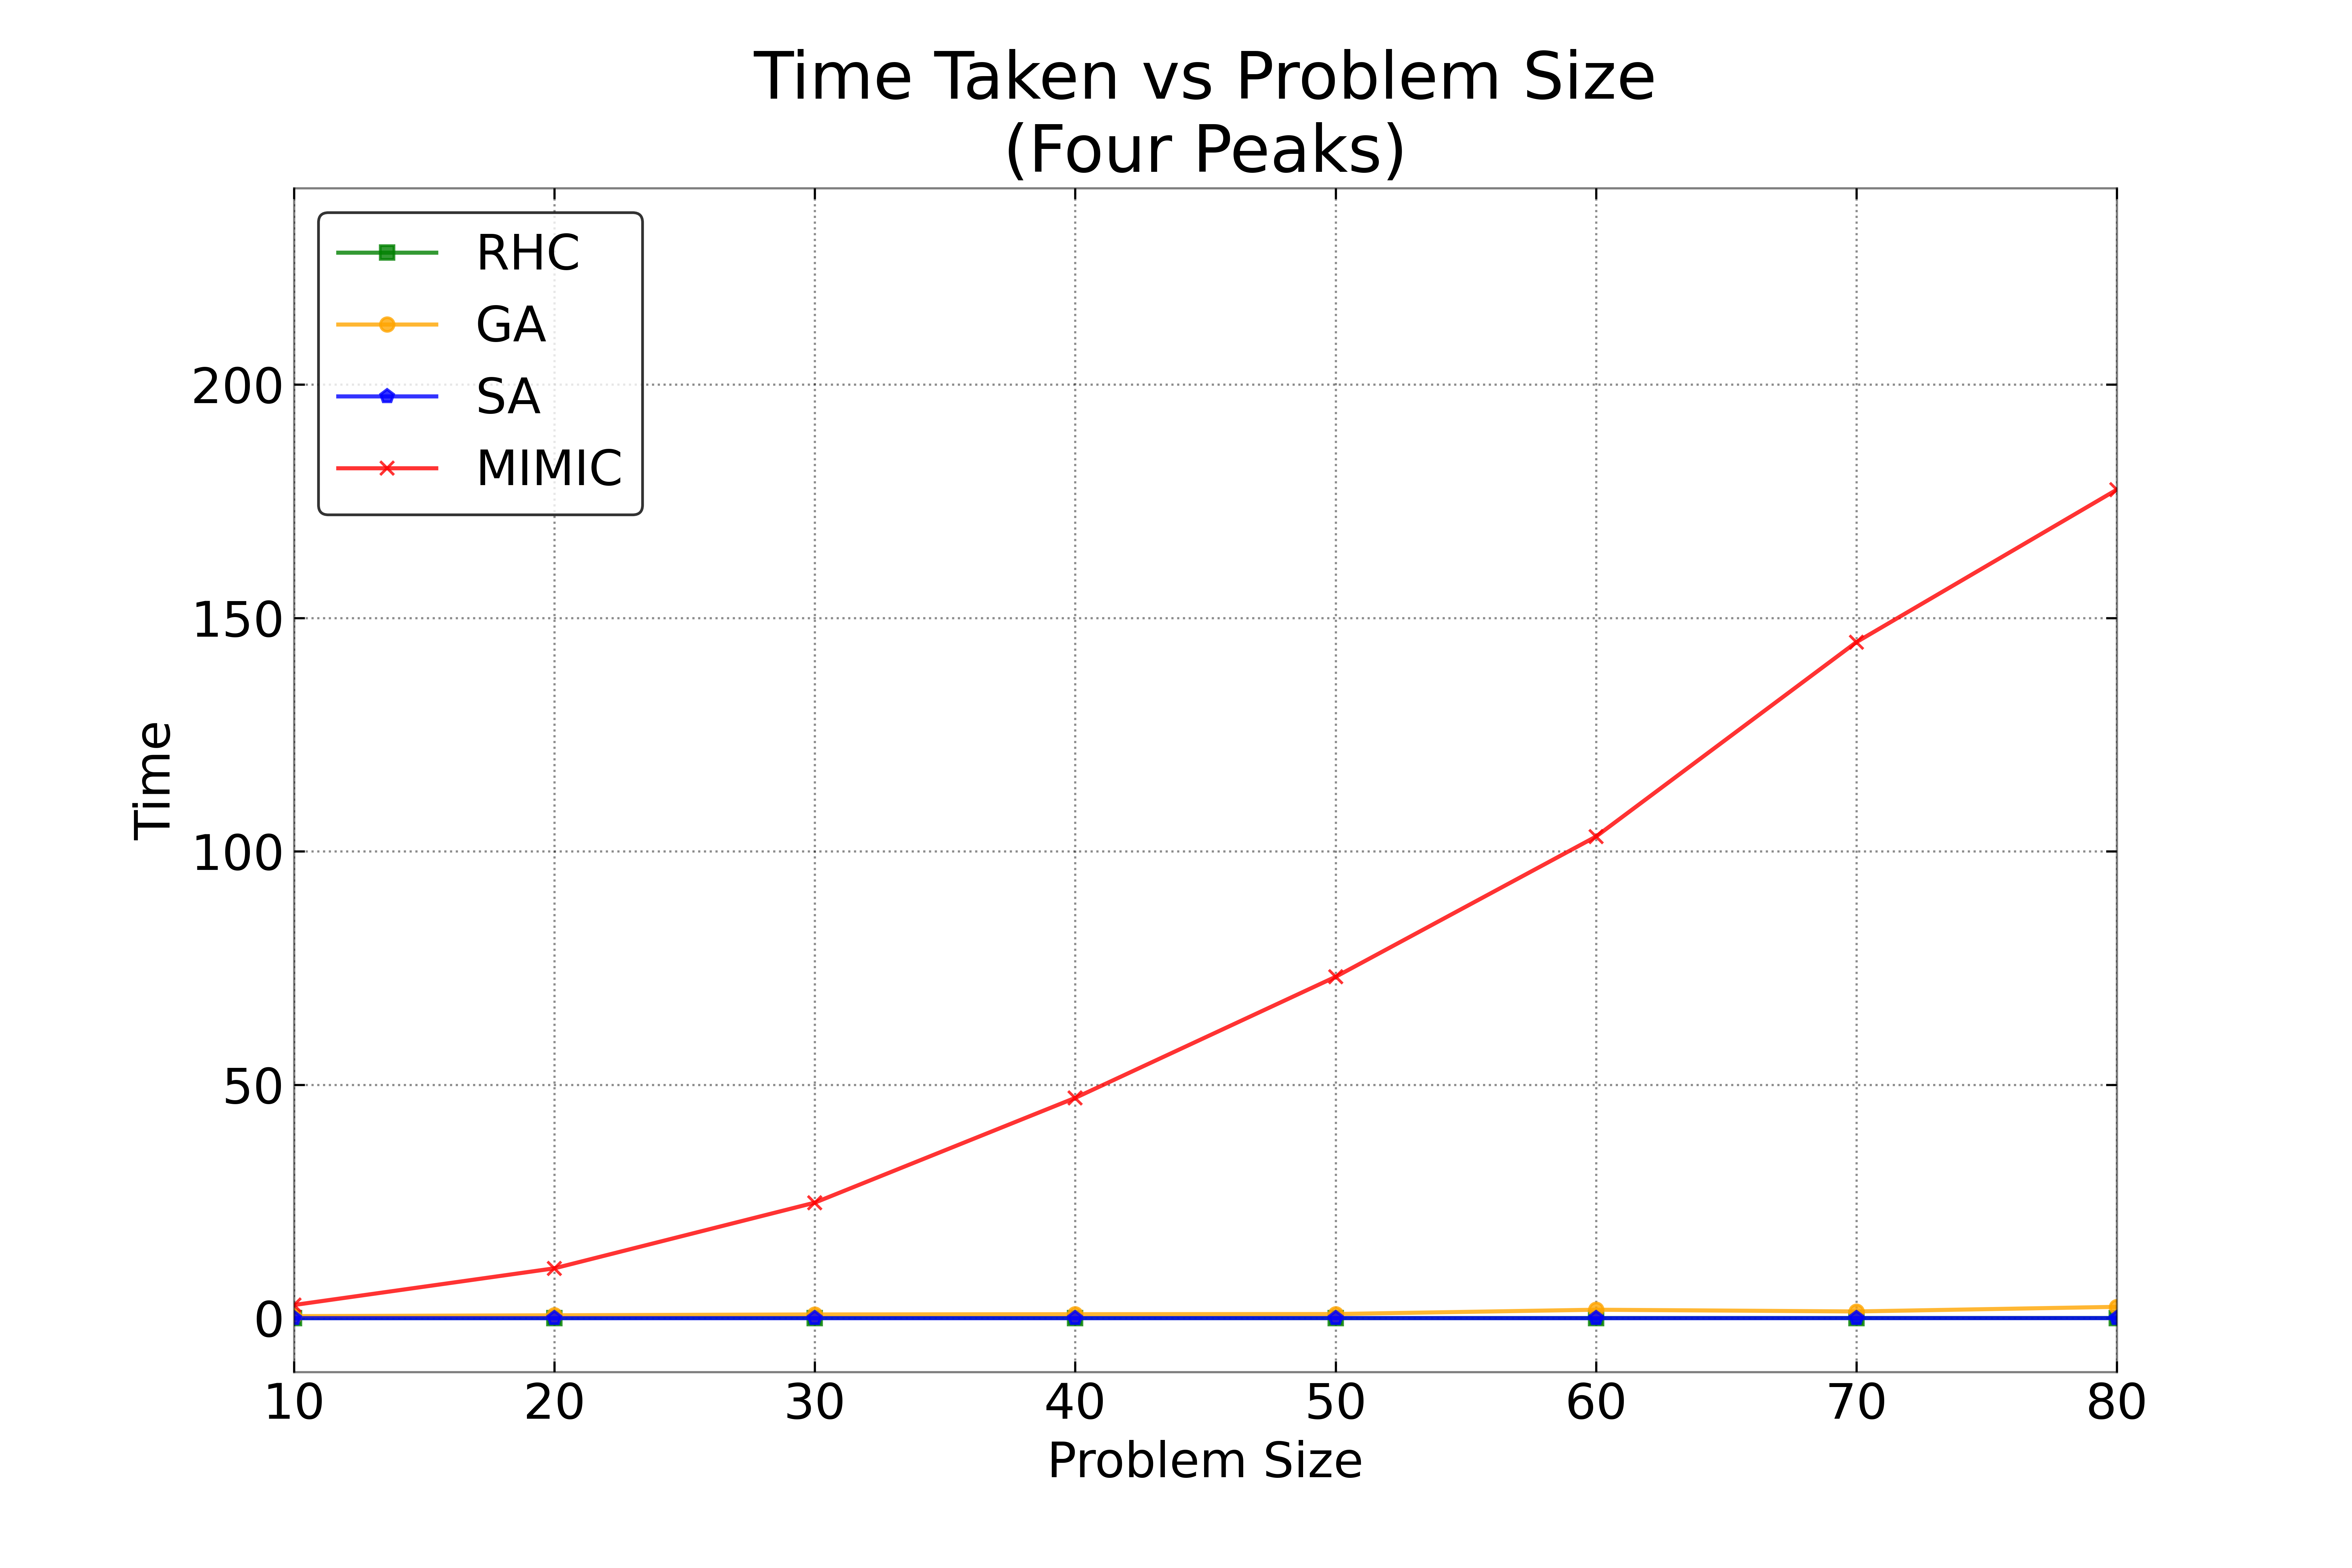 Time Taken vs Problem Size
(Four Peaks)
RHC
GA
SA
MIMIC
200
150
100
50
0
Time
10 20 30 40 50 60 70 80
Problem Size